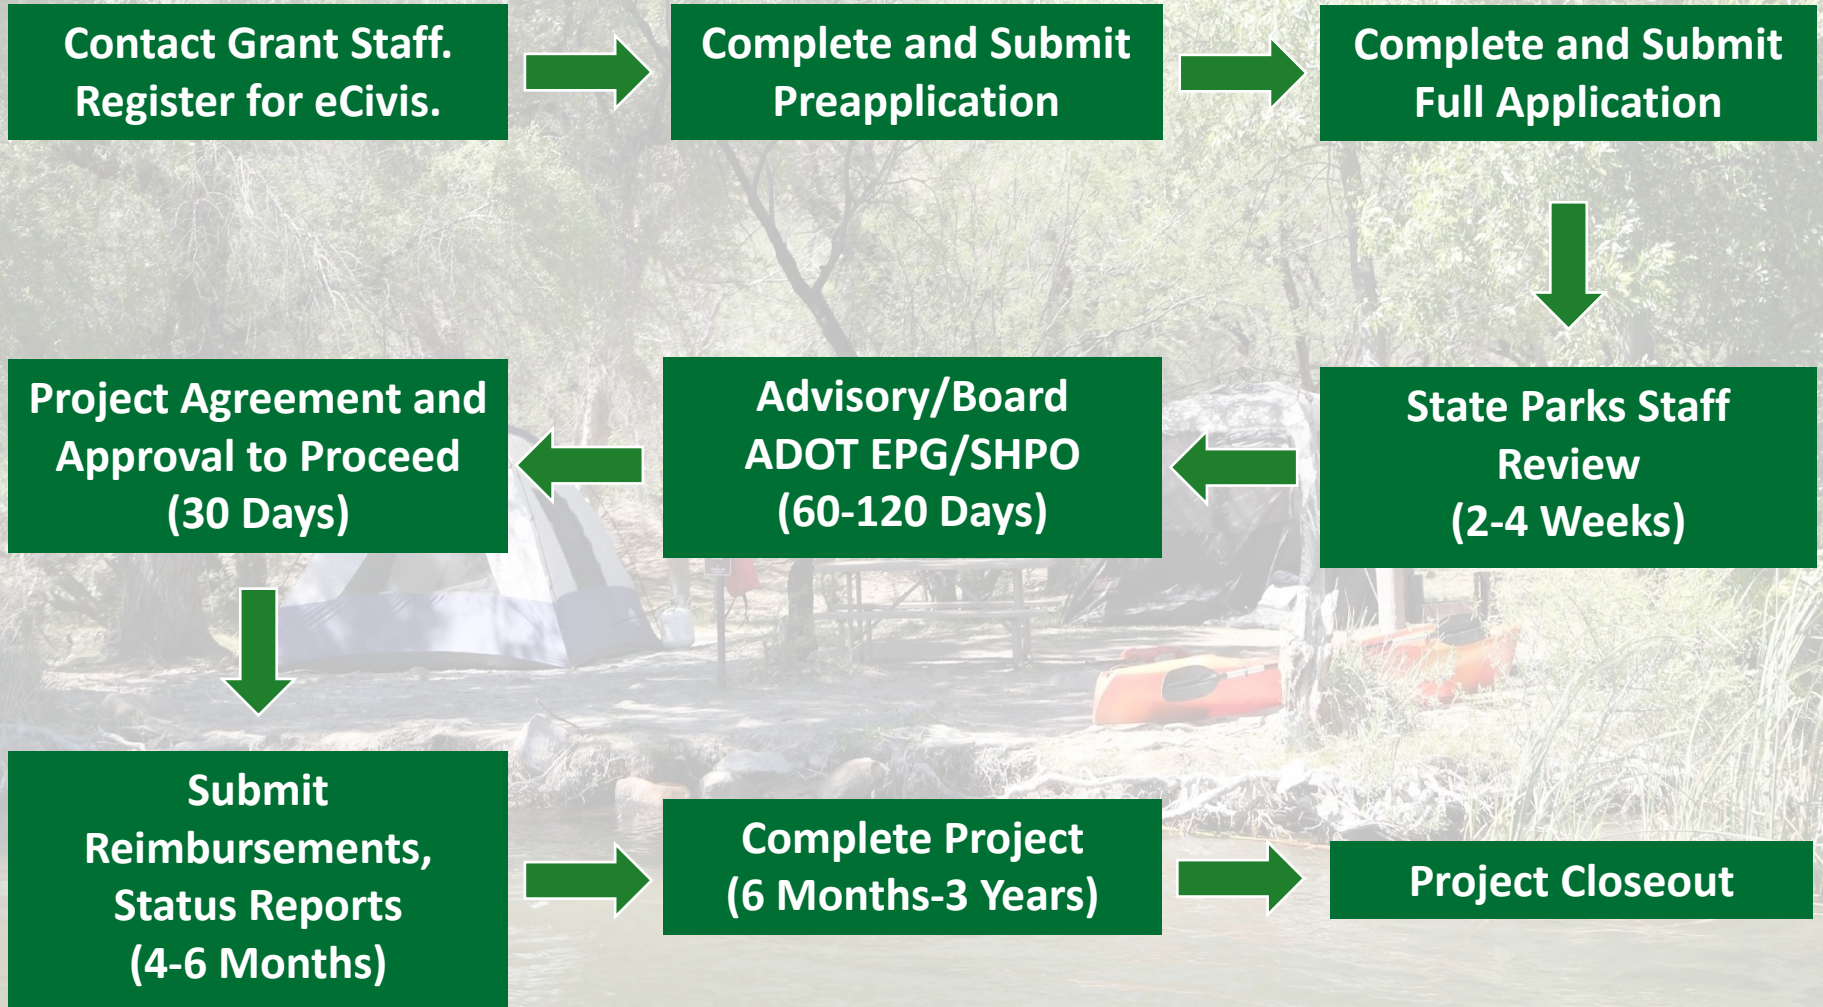 Contact Grant Staff.
Register for eCivis.
Complete and Submit
Preapplication
Complete and Submit
Full Application
State Parks Staff
Review
(2-4 Weeks)
Advisory/Board
ADOT EPG/SHPO
(60-120 Days)
Project Agreement and
Approval to Proceed
(30 Days)
Submit
Reimbursements,
Status Reports
(4-6 Months)
Complete Project
(6 Months-3 Years)
Project Closeout